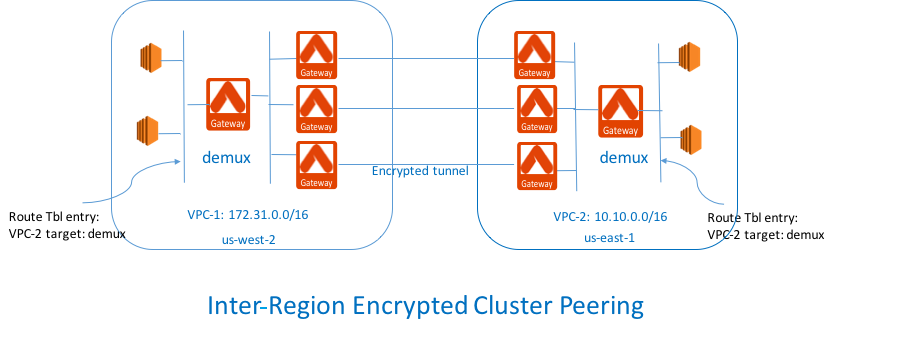 Gateway
Gateway
Gateway
Gateway
Gateway
Gateway
Gateway
Gateway
demux
demux
Encrypted tunnel
Route Tbl entry:
VPC-2 target: demux
VPC-1: 172.31.0.0/16
us-west-2
VPC-2: 10.10.0.0/16
us-east-1
Route Tbl entry:
VPC-2 target: demux
Inter-Region Encrypted Cluster Peering